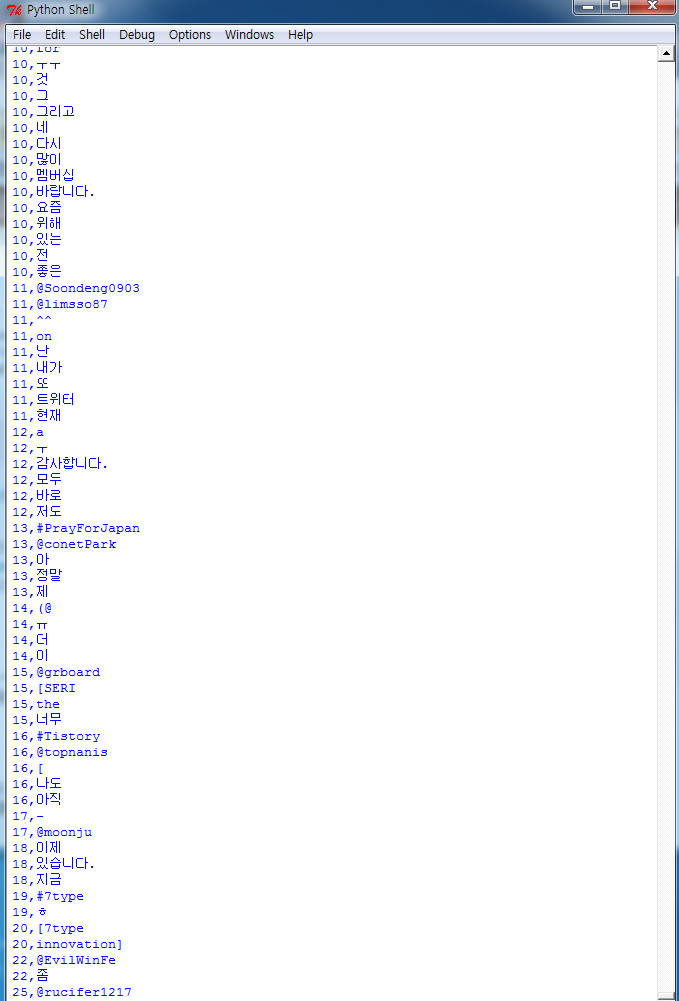 Python Shell
File Edit Shell Debug Options Windows Help
10,for
10,ㅜㅜ
10,것
10,그
10,그리고
10,네
10,다시
10,많이
10,멤버십
10,바랍니다.
10,요즘
10,위해
10,있는
10,전
10,좋은
11,@Soondeng0903
11,@limsso87
11,^^
11,on
11,난
11,내가
11,또
11,트위터
11,현재
12,a
12,ㅜ
12,감사합니다.
12,모두
12,바로
12,저도
13,#PrayForJapan
13,@conetPark
13,아
13,정말
13,제
14,(@
14,ㅠ
14,더
14,이
15,@grboard
15,[SERI
15,the
15,너무
16,#Tistory
16,@topnanis
16,[
16,나도
16,아직
17,-
17,@moonju
18,이제
18,있습니다.
18,지금
19,#7type
19,ㅎ
20,[7type
20,innovation]
22,@EvilWinFe
22,좀
25,@rucifer1217